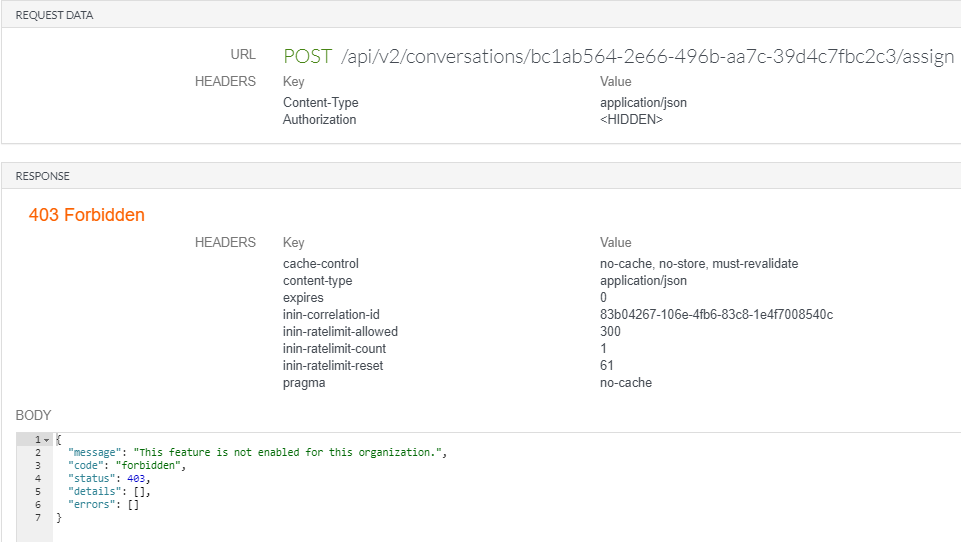 REQUEST DATA
URL POST /api/v2/conversations/bc1ab564-2e66-496b-aa7c-39d4c7fbc2c3/assign
HEADERS Key Value
Content-Type application/json
Authorization <HIDDEN>
RESPONSE
403 Forbidden
HEADERS Key Value
cache-control no-cache, no-store, must-revalidate
content-type application/json
expires 0
inin-correlation-id 83b04267-106e-4fb6-83c8-1e4f7008540c
inin-ratelimit-allowed 300
inin-ratelimit-count 1
inin-ratelimit-reset 61
pragma no-cache
BODY
1 {
2 "message": "This feature is not enabled for this organization.",
3 "code": "forbidden",
4 "status": 403,
5 "details": [],
6 "errors": []
7 }